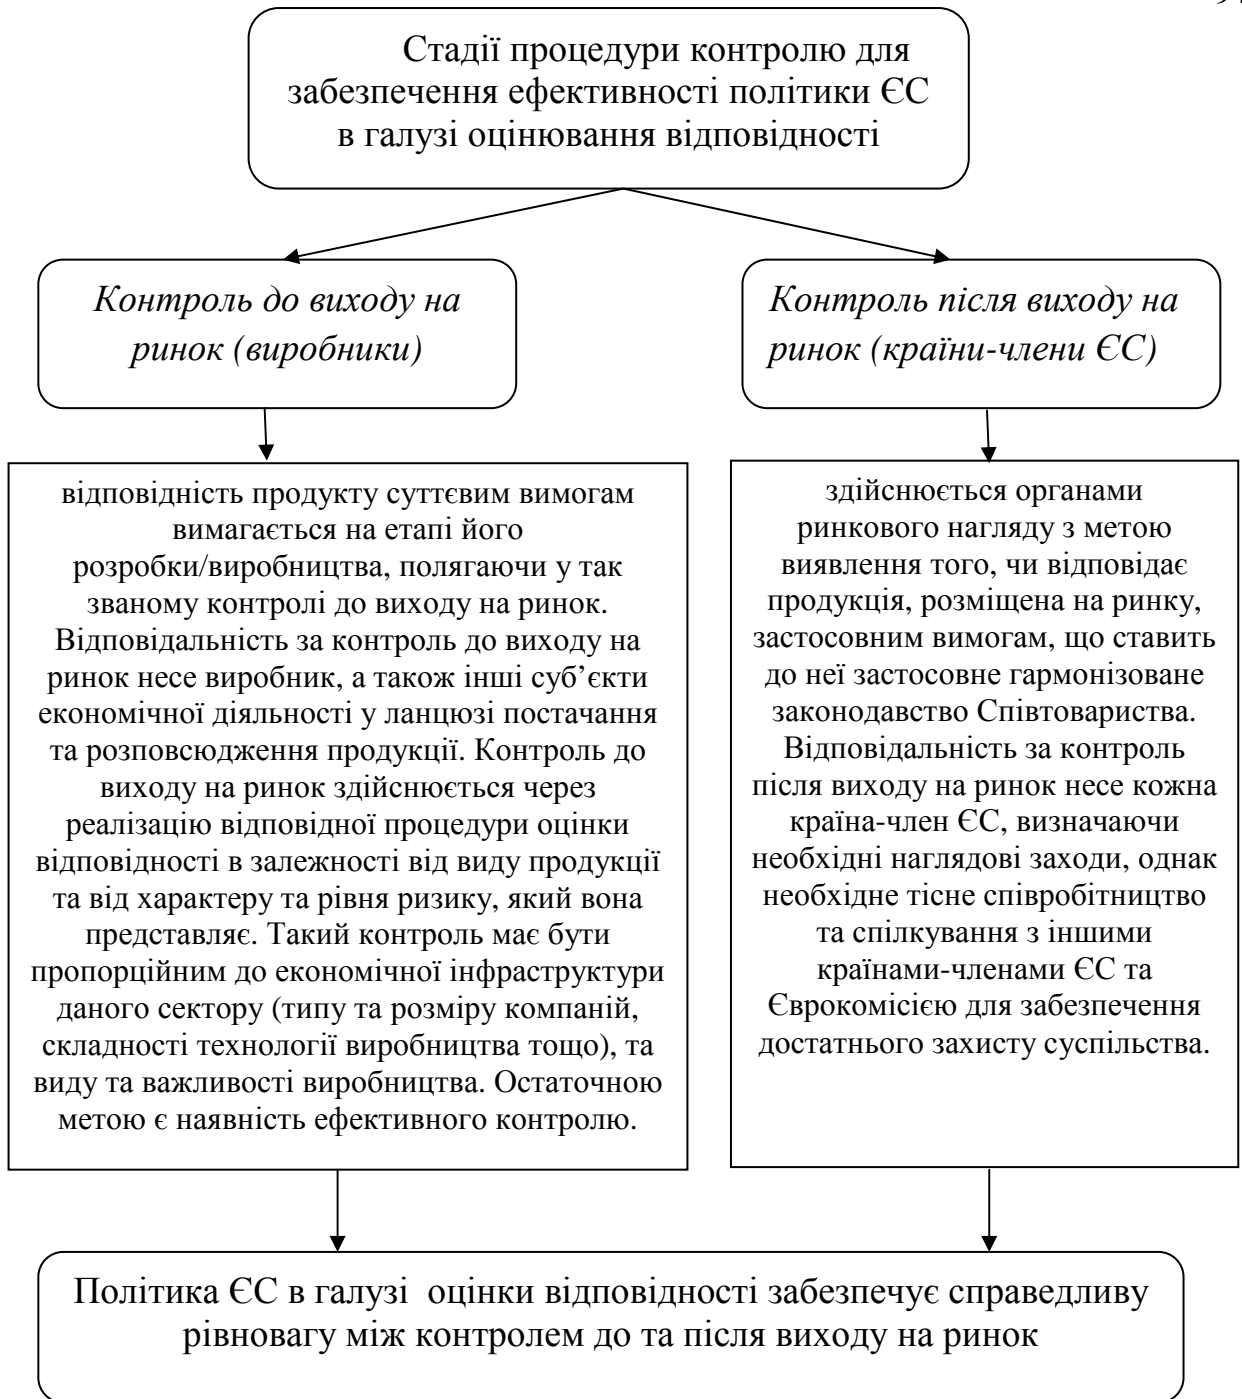 Стадії процедури контролю для
забезпечення ефективності політики ЄС
в галузі оцінювання відповідності
Контроль до виходу на
ринок (виробники)
Контроль після виходу на
ринок (країни-члени ЄС)
відповідність продукту суттєвим вимогам
вимагається на етапі його
розробки/виробництва, полягаючи у так
званому контролі до виходу на ринок.
Відповідальність за контроль до виходу на
ринок несе виробник, а також інші суб’єкти
економічної діяльності у ланцюзі постачання
та розповсюдження продукції. Контроль до
виходу на ринок здійснюється через
реалізацію відповідної процедури оцінки
відповідності в залежності від виду продукції
та від характеру та рівня ризику, який вона
представляє. Такий контроль має бути
пропорційним до економічної інфраструктури
даного сектору (типу та розміру компаній,
складності технології виробництва тощо), та
виду та важливості виробництва. Остаточною
метою є наявність ефективного контролю.
здійснюється органами
ринкового нагляду з метою
виявлення того, чи відповідає
продукція, розміщена на ринку,
застосовним вимогам, що ставить
до неї застосовне гармонізоване
законодавство Співтовариства.
Відповідальність за контроль
після виходу на ринок несе кожна
країна-член ЄС, визначаючи
необхідні наглядові заходи, однак
необхідне тісне співробітництво
та спілкування з іншими
країнами-членами ЄС та
Єврокомісією для забезпечення
достатнього захисту суспільства.
Політика ЄС в галузі оцінки відповідності забезпечує справедливу
рівновагу між контролем до та після виходу на ринок